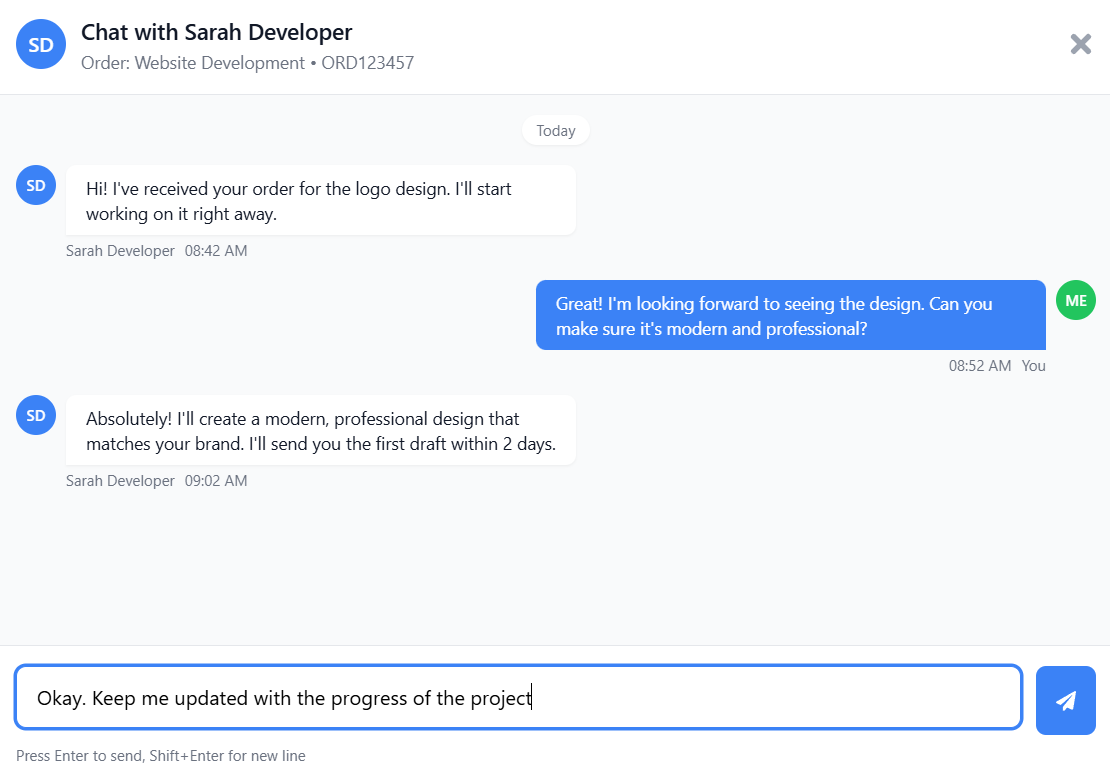 SD
Chat with Sarah Developer
Order: Website Development • ORD123457
Today
SD
Hi! I've received your order for the logo design. I'll start
working on it right away.
Sarah Developer 08:42 AM
Great! I'm looking forward to seeing the design. Can you
make sure it's modern and professional?
ME
08:52 AM You
SD
Absolutely! I'll create a modern, professional design that
matches your brand. I'll send you the first draft within 2 days.
Sarah Developer 09:02 AM
Okay. Keep me updated with the progress of the project
Press Enter to send, Shift+Enter for new line